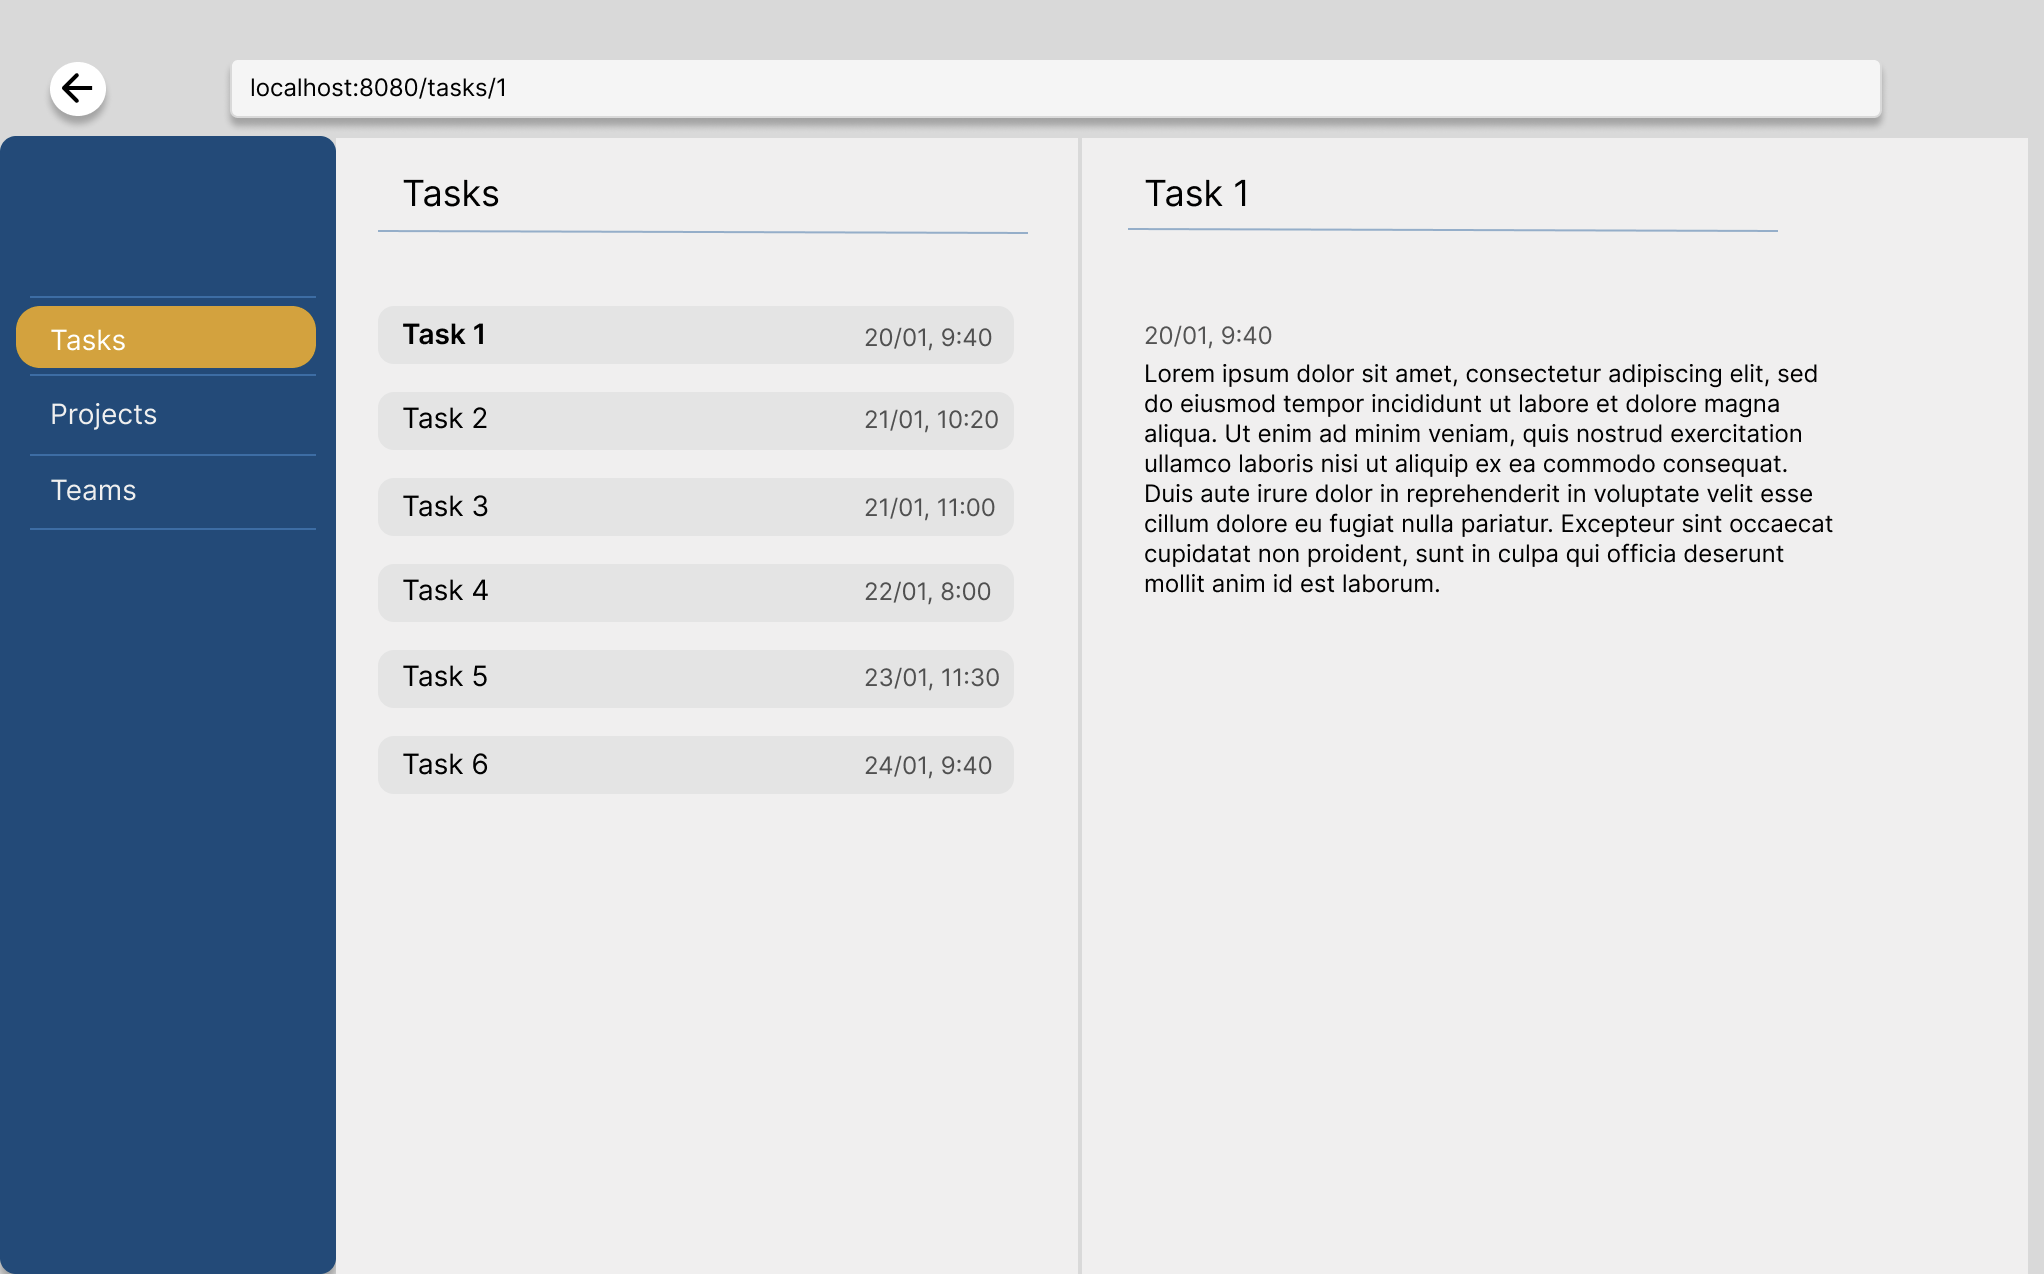 localhost:8080/tasks/1
Tasks
Projects
Teams
Tasks
Task 1 20/01, 9:40
Task 2 21/01, 10:20
Task 3 21/01, 11:00
Task 4 22/01, 8:00
Task 5 23/01, 11:30
Task 6 24/01, 9:40
Task 1
20/01, 9:40
Lorem ipsum dolor sit amet, consectetur adipiscing elit, sed
do eiusmod tempor incididunt ut labore et dolore magna
aliqua. Ut enim ad minim veniam, quis nostrud exercitation
ullamco laboris nisi ut aliquip ex ea commodo consequat.
Duis aute irure dolor in reprehenderit in voluptate velit esse
cillum dolore eu fugiat nulla pariatur. Excepteur sint occaecat
cupidatat non proident, sunt in culpa qui officia deserunt
mollit anim id est laborum.